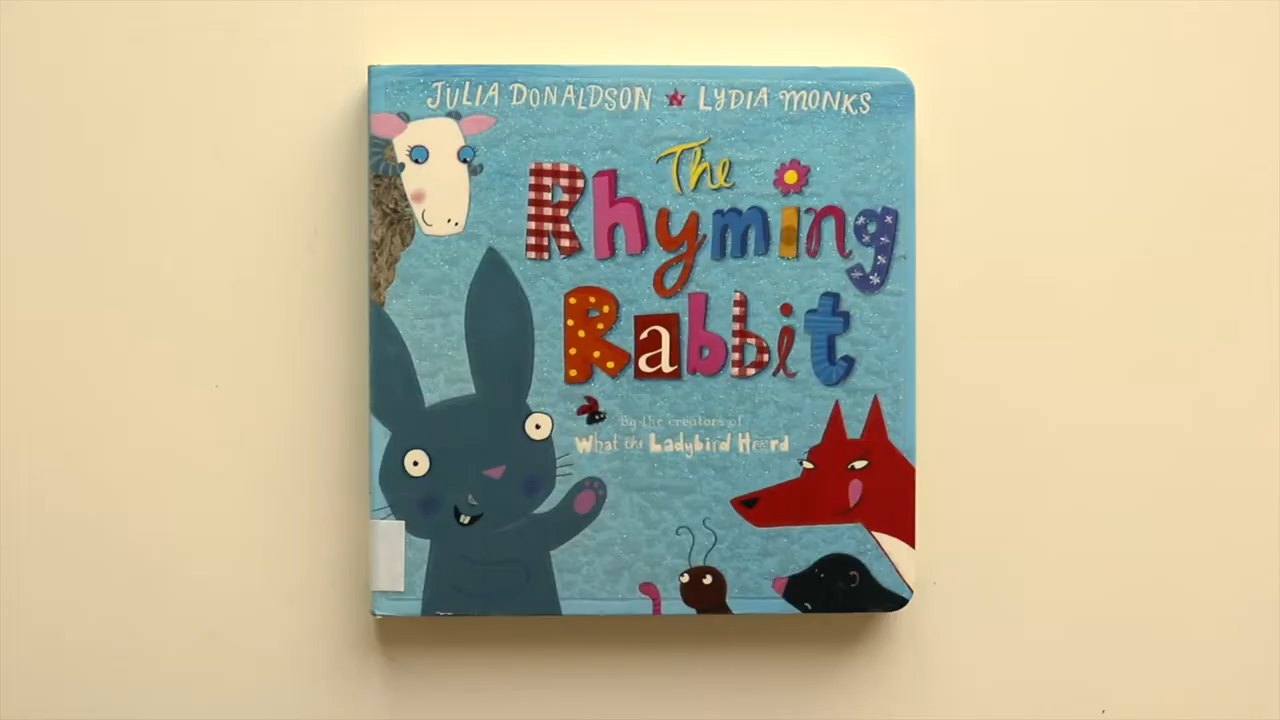 JULIA DONALDSON ★ LYDIA MONKS
The
Rhyming
Rabbit
By the creators of
What the Ladybird Heard